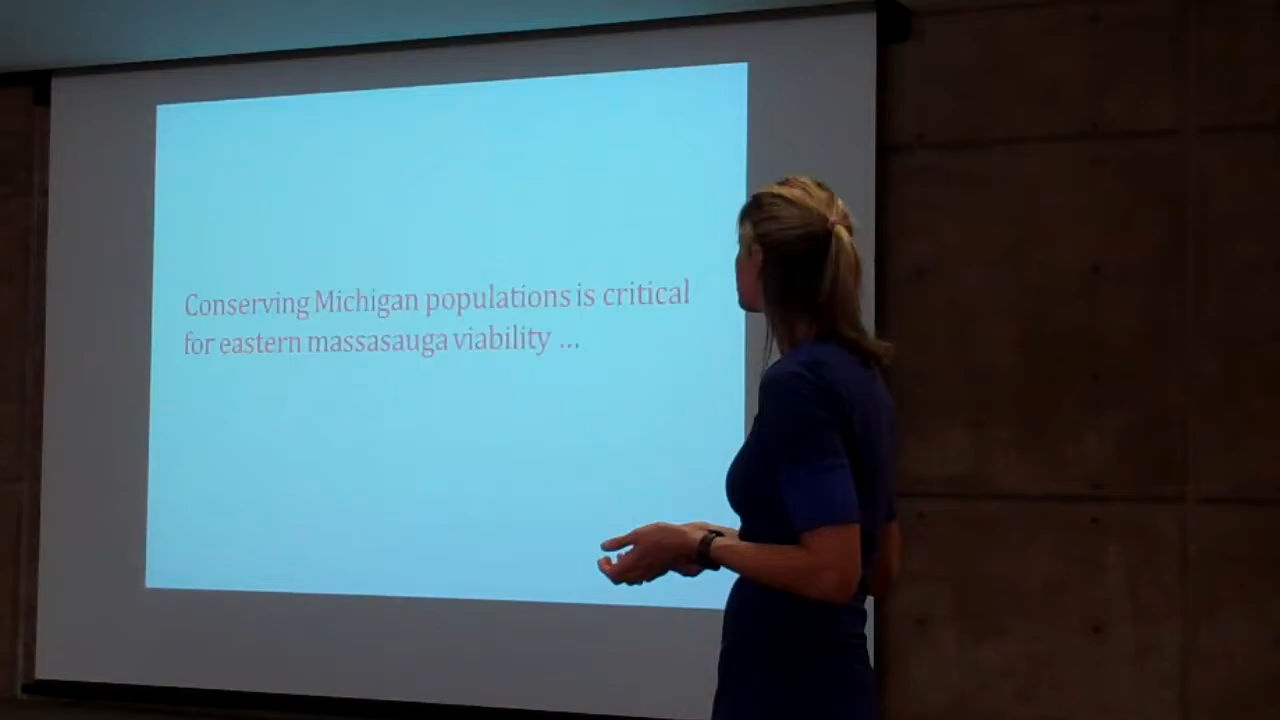 Conserving Michigan populations is critical
for eastern massasauga viability ...